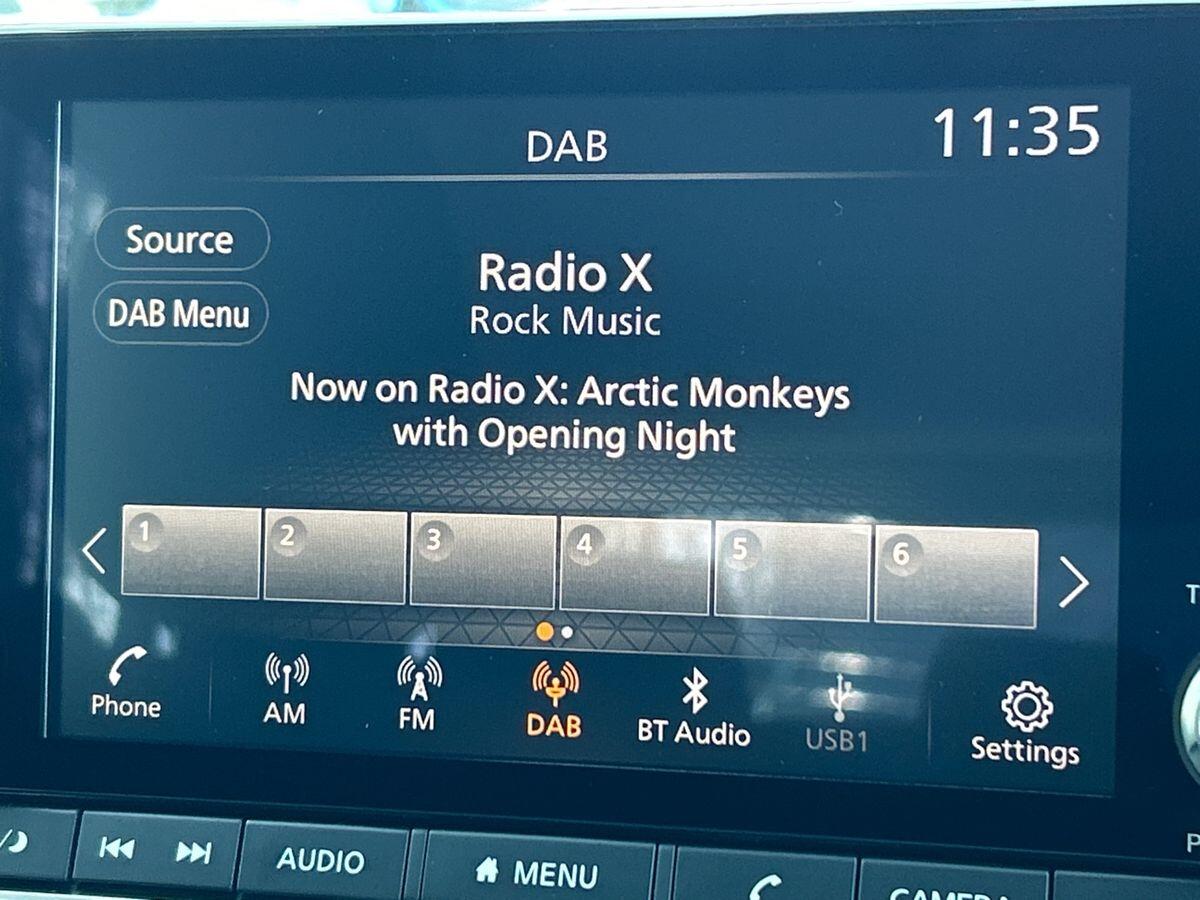 DAB
11:35
Source
DAB Menu
Radio X
Rock Music
Now on Radio X: Arctic Monkeys
with Opening Night
1 2 3 4 5 6
Phone
AM
FM
DAB
BT Audio
USB1
Settings
T
P
AUDIO
MENU
CAMERA